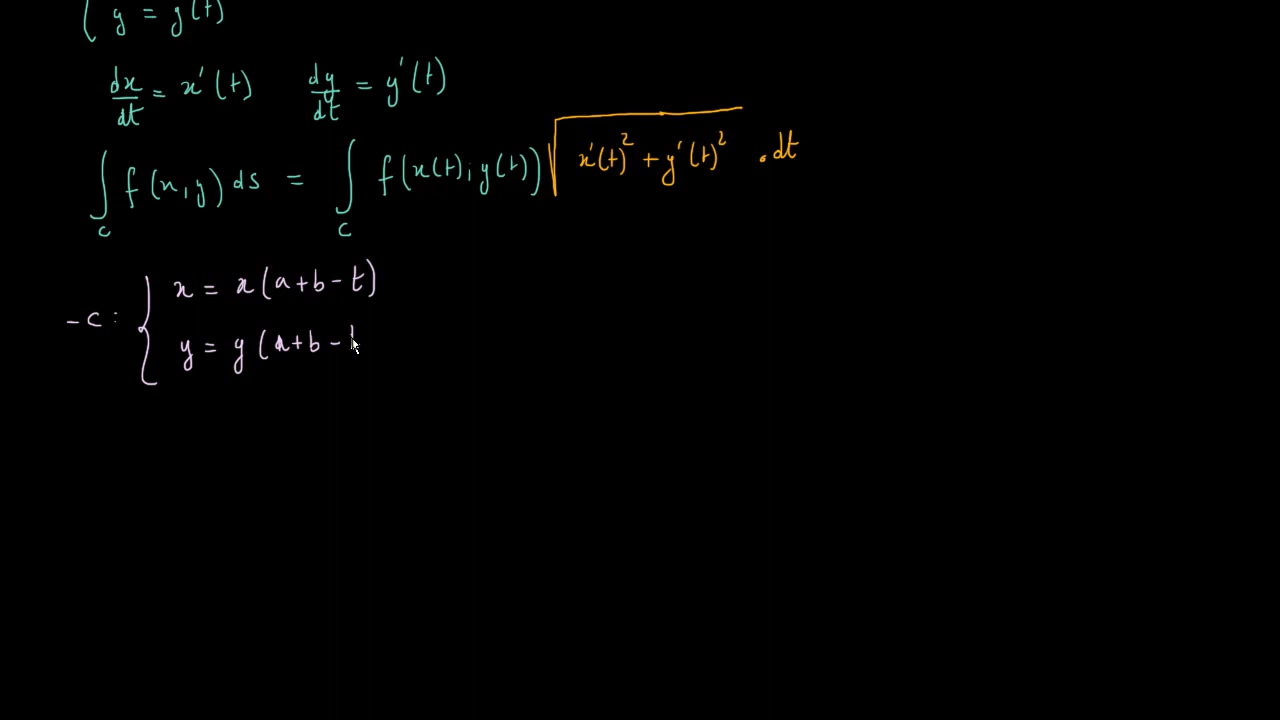 y = y(t)
dx/dt = x'(t) dy/dt = y'(t)
∫_C f(x,y) ds = ∫_C f(x(t);y(t)) √(x'(t)² + y'(t)²) . dt
-C: { x = x(a+b-t)
y = y(a+b-